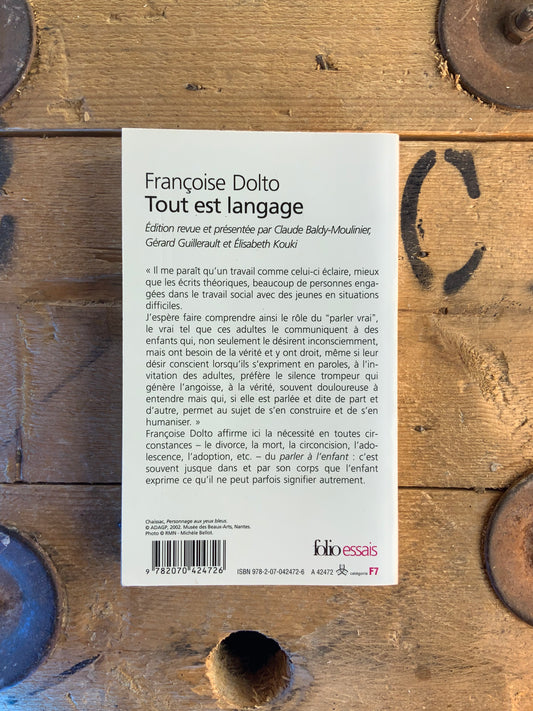 Françoise Dolto
Tout est langage
Édition revue et présentée par Claude Baldy-Moulinier,
Gérard Guillerault et Élisabeth Kouki
« Il me paraît qu'un travail comme celui-ci éclaire, mieux
que les écrits théoriques, beaucoup de personnes enga-
gées dans le travail social avec des jeunes en situations
difficiles.
J'espère faire comprendre ainsi le rôle du "parler vrai",
le vrai tel que ces adultes le communiquent à des
enfants qui, non seulement le désirent inconsciemment,
mais ont besoin de la vérité et y ont droit, même si leur
désir conscient lorsqu'ils s'expriment en paroles, à l'in-
vitation des adultes, préfère le silence trompeur qui
génère l'angoisse, à la vérité, souvent douloureuse à
entendre mais qui, si elle est parlée et dite de part et
d'autre, permet au sujet de s'en construire et de s'en
humaniser. »
Françoise Dolto affirme ici la nécessité en toutes cir-
constances – le divorce, la mort, la circoncision, l'ado-
lescence, l'adoption, etc. – du parler à l'enfant : c'est
souvent jusque dans et par son corps que l'enfant
exprime ce qu'il ne peut parfois signifier autrement.
Chaissac, Personnage aux yeux bleus.
© ADAGP, 2002. Musée des Beaux-Arts, Nantes.
Photo © RMN - Michèle Bellot.
folio essais
9 782070 424726
ISBN 978-2-07-042472-6 A 42472 catégorie F7
C